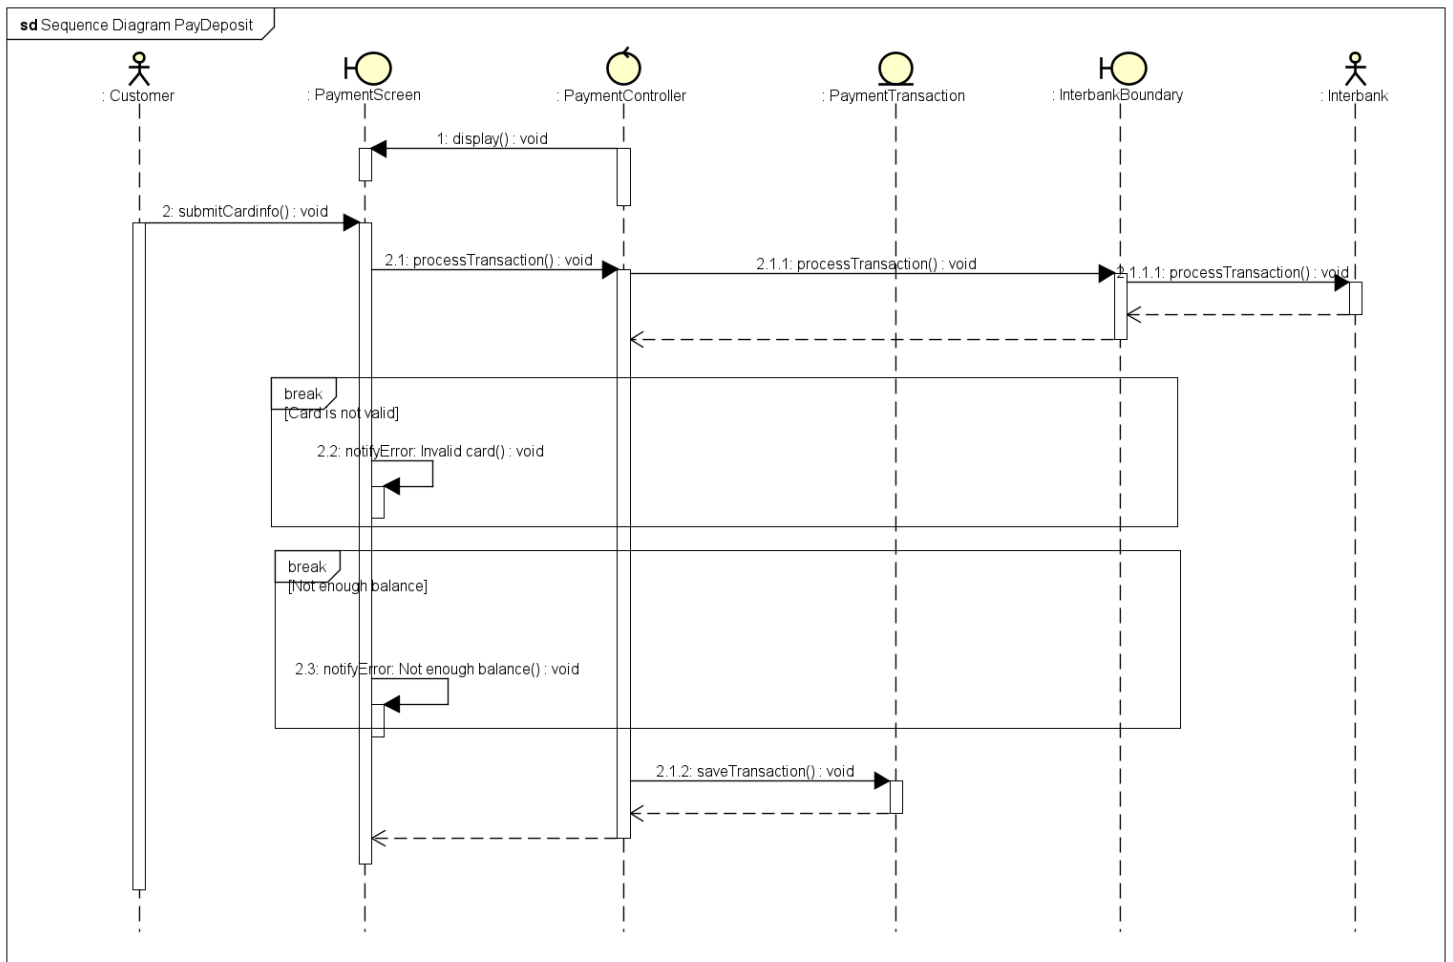 sd Sequence Diagram PayDeposit
: Customer
: PaymentScreen
: PaymentController
: PaymentTransaction
: InterbankBoundary
: Interbank
1: display() : void
2: submitCardinfo() : void
2.1: processTransaction() : void
2.1.1: processTransaction() : void
2.1.1.1: processTransaction() : void
break
[Card is not valid]
2.2: notifyError: Invalid card() : void
break
[Not enough balance]
2.3: notifyError: Not enough balance() : void
2.1.2: saveTransaction() : void